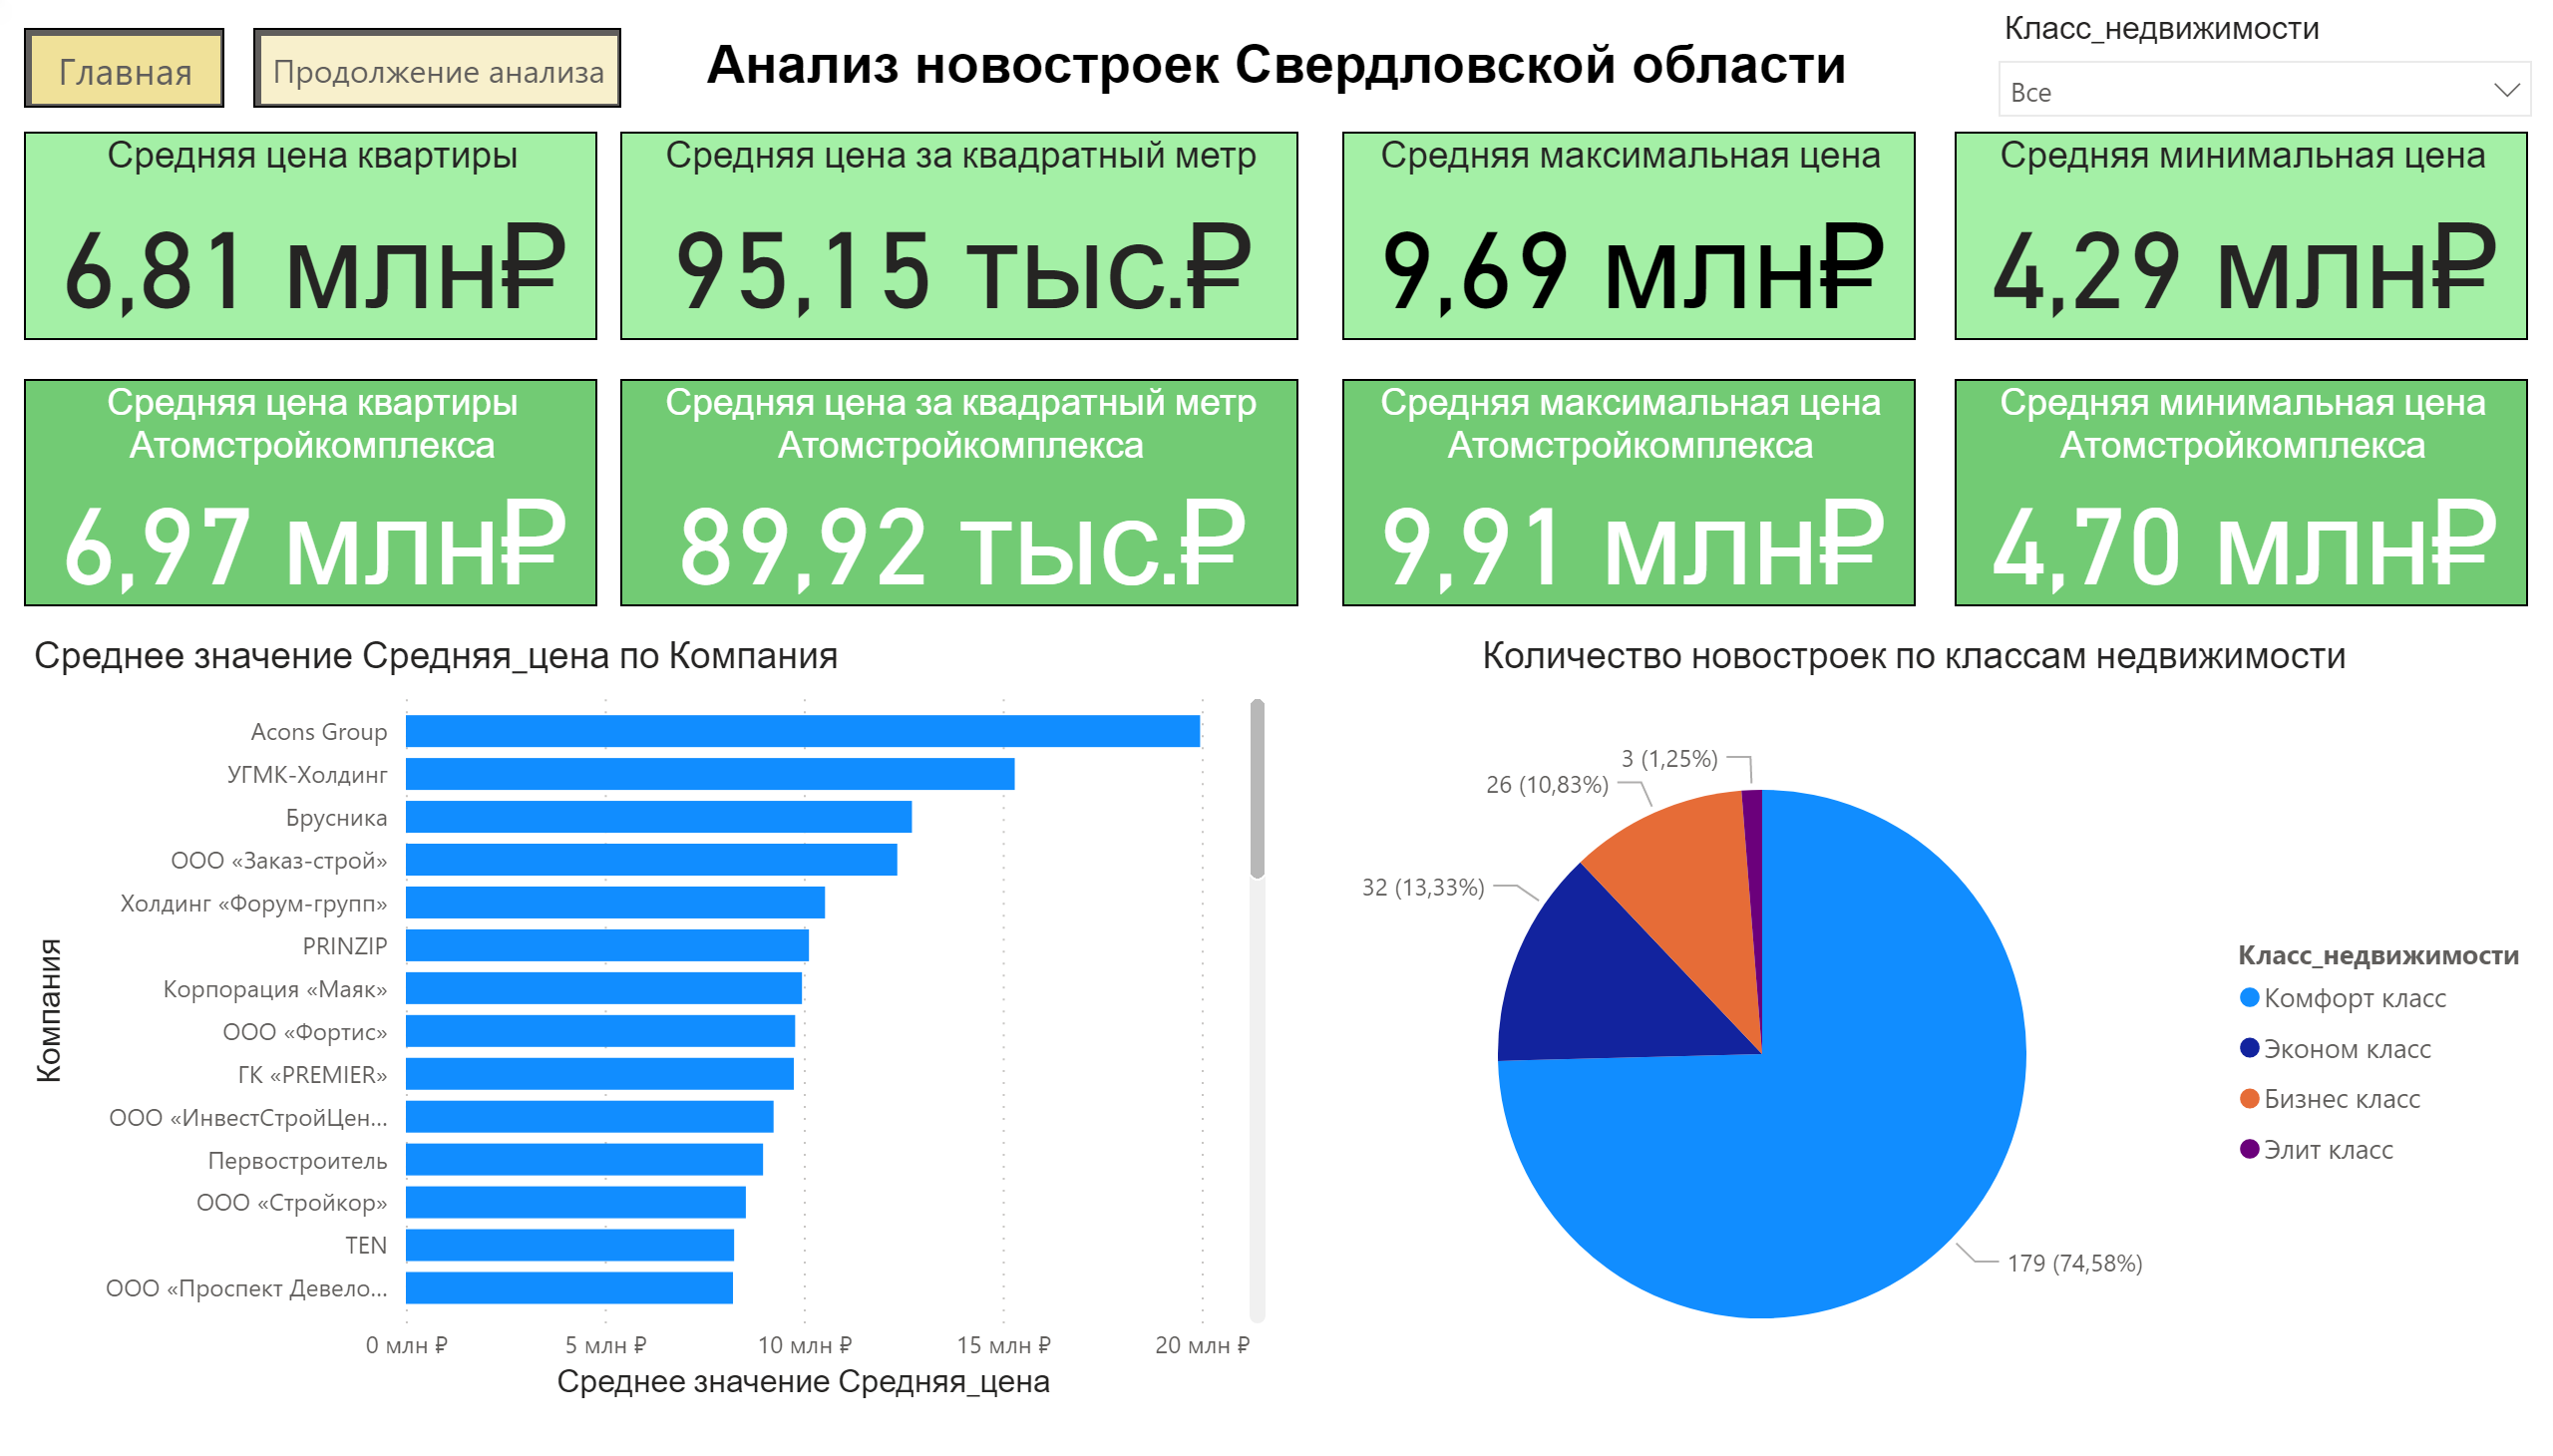 Главная
Продолжение анализа
Анализ новостроек Свердловской области
Класс_недвижимости
Все
Средняя цена квартиры
6,81 млн₽
Средняя цена за квадратный метр
95,15 тыс.₽
Средняя максимальная цена
9,69 млн₽
Средняя минимальная цена
4,29 млн₽
Средняя цена квартиры
Атомстройкомплекса
6,97 млн₽
Средняя цена за квадратный метр
Атомстройкомплекса
89,92 тыс.₽
Средняя максимальная цена
Атомстройкомплекса
9,91 млн₽
Средняя минимальная цена
Атомстройкомплекса
4,70 млн₽
Среднее значение Средняя_цена по Компания
Компания
Acons Group
УГМК-Холдинг
Брусника
ООО «Заказ-строй»
Холдинг «Форум-групп»
PRINZIP
Корпорация «Маяк»
ООО «Фортис»
ГК «PREMIER»
ООО «ИнвестСтройЦен...
Первостроитель
ООО «Стройкор»
TEN
ООО «Проспект Девело...
0 млн ₽
5 млн ₽
10 млн ₽
15 млн ₽
20 млн ₽
Среднее значение Средняя_цена
Количество новостроек по классам недвижимости
3 (1,25%)
26 (10,83%)
32 (13,33%)
179 (74,58%)
Класс_недвижимости
Комфорт класс
Эконом класс
Бизнес класс
Элит класс